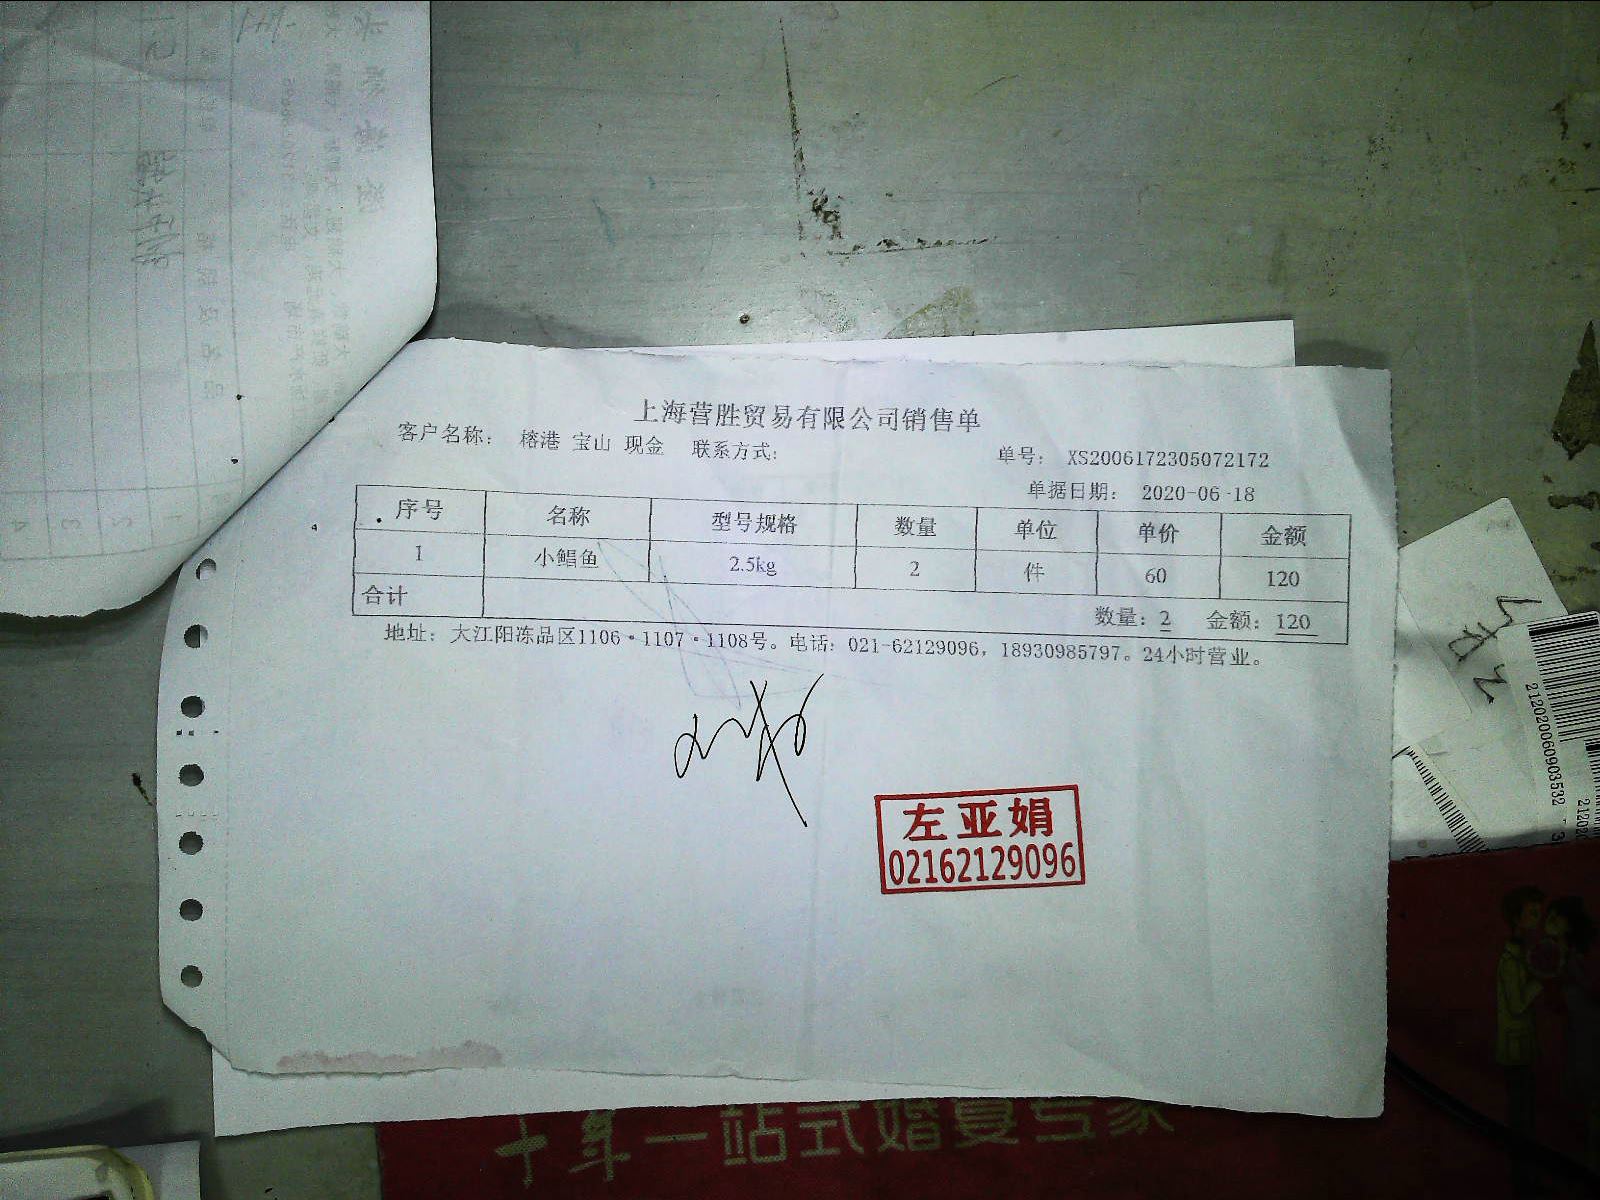 上海营胜贸易有限公司销售单
客户名称： 榕港 宝山 现金 联系方式: 单号： XS2006172305072172
单据日期： 2020-06-18
序号 名称 型号规格 数量 单位 单价 金额
1 小鲳鱼 2.5kg 2 件 60 120
合计 数量: 2 金额: 120
地址： 大江阳冻品区1106·1107·1108号。电话：021-62129096，18930985797。24小时营业。
左亚娟
02162129096
212020060903532
十年一站式婚宴专家